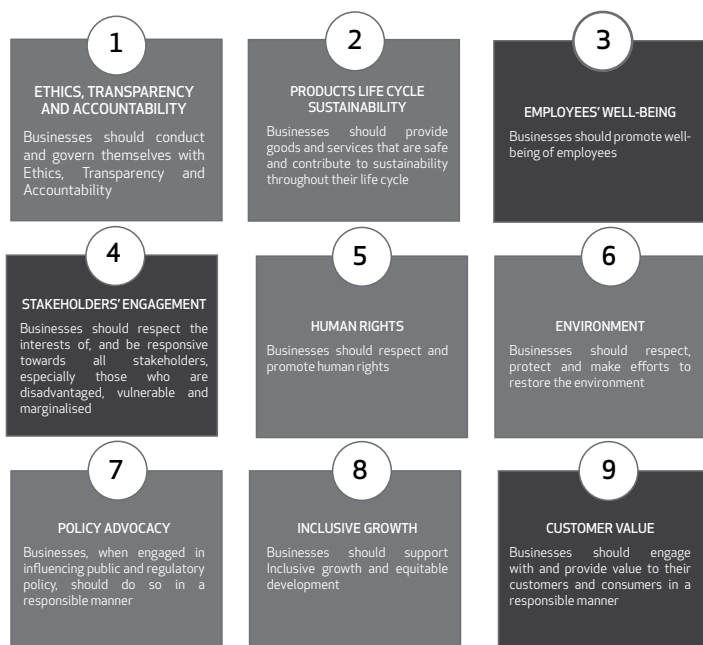 1
ETHICS, TRANSPARENCY
AND ACCOUNTABILITY
Businesses should conduct
and govern themselves with
Ethics, Transparency and
Accountability
2
PRODUCTS LIFE CYCLE
SUSTAINABILITY
Businesses should provide
goods and services that are safe
and contribute to sustainability
throughout their life cycle
3
EMPLOYEES' WELL-BEING
Businesses should promote well-
being of employees
4
STAKEHOLDERS' ENGAGEMENT
Businesses should respect the
interests of, and be responsive
towards all stakeholders,
especially those who are
disadvantaged, vulnerable and
marginalised
5
HUMAN RIGHTS
Businesses should respect and
promote human rights
6
ENVIRONMENT
Businesses should respect,
protect and make efforts to
restore the environment
7
POLICY ADVOCACY
Businesses, when engaged in
influencing public and regulatory
policy, should do so in a
responsible manner
8
INCLUSIVE GROWTH
Businesses should support
Inclusive growth and equitable
development
9
CUSTOMER VALUE
Businesses should engage
with and provide value to their
customers and consumers in a
responsible manner